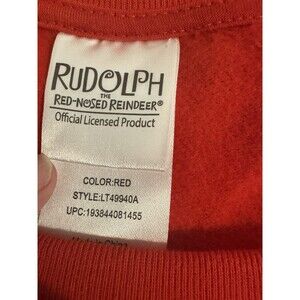 RUDOLPH
THE
RED-NOSED REINDEER®
Official Licensed Product
COLOR:RED
STYLE:LT49940A
UPC:193844081455